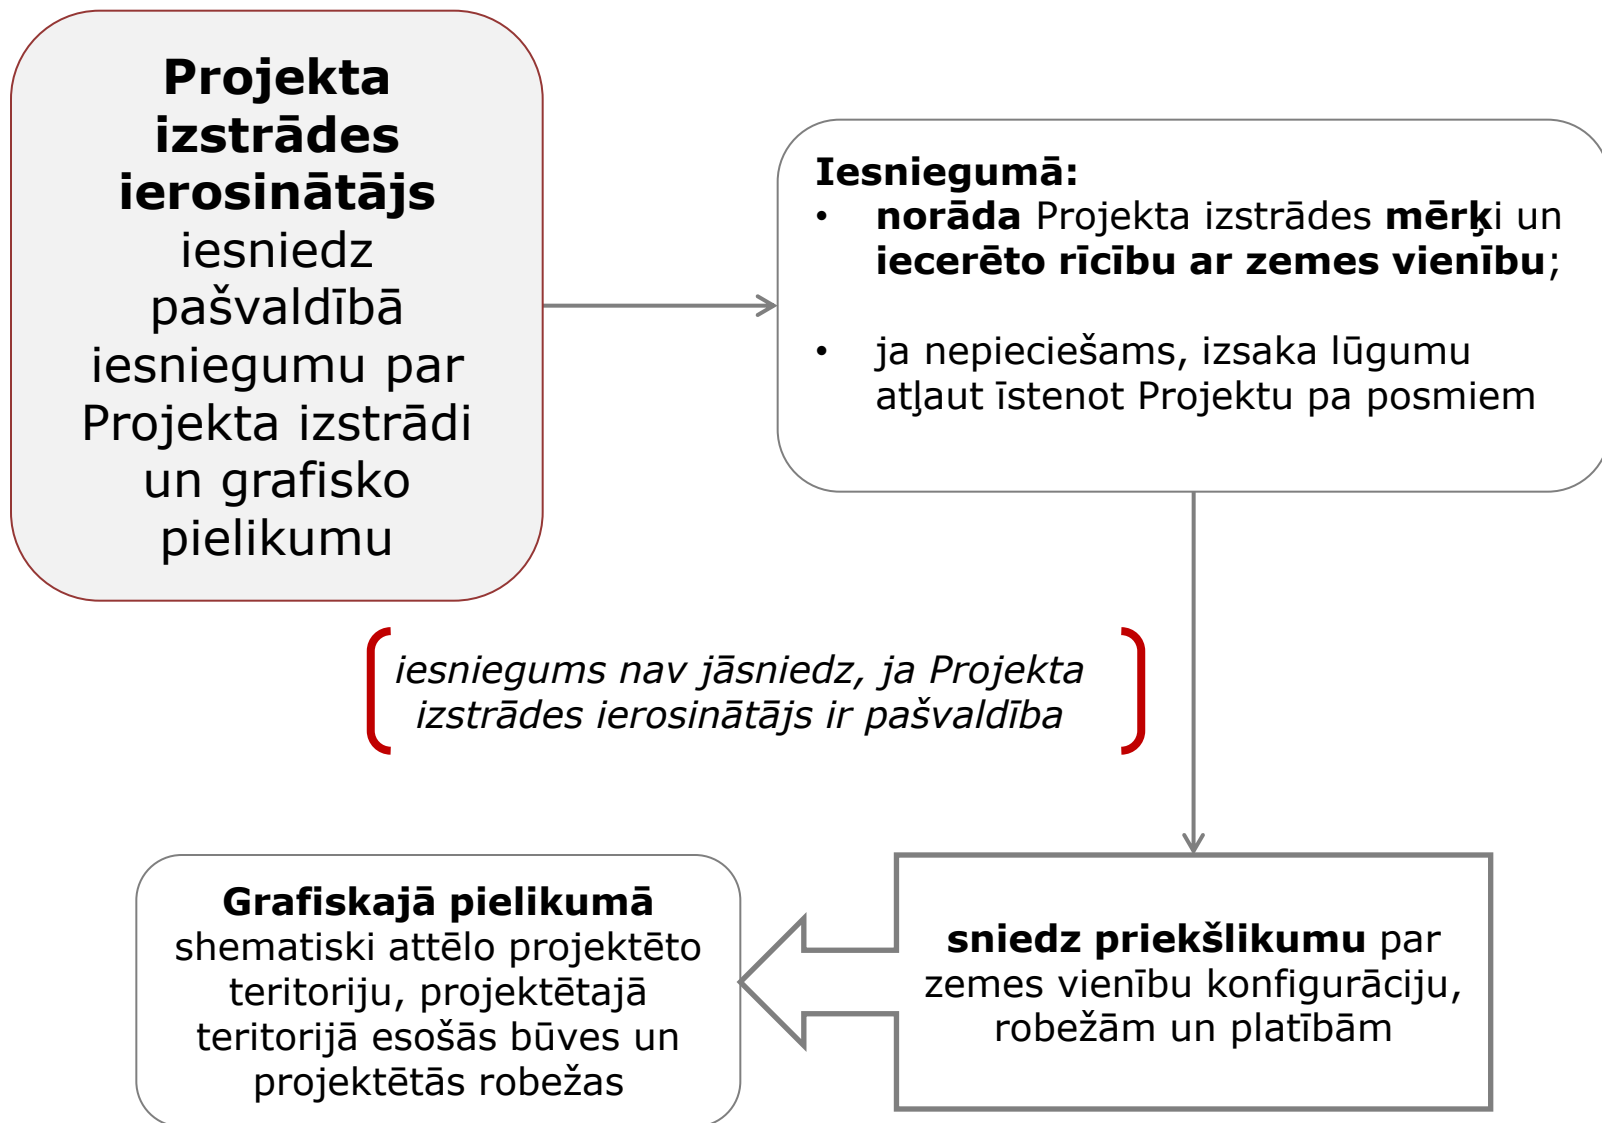 Projekta
izstrādes
ierosinātājs
iesniedz
pašvaldībā
iesniegumu par
Projekta izstrādi
un grafisko
pielikumu
Iesniegumā:
• norāda Projekta izstrādes mērķi un
iecerēto rīcību ar zemes vienību;
• ja nepieciešams, izsaka lūgumu
atļaut īstenot Projektu pa posmiem
iesniegums nav jāsniedz, ja Projekta
izstrādes ierosinātājs ir pašvaldība
sniedz priekšlikumu par
zemes vienību konfigurāciju,
robežām un platībām
Grafiskajā pielikumā
shematiski attēlo projektēto
teritoriju, projektētajā
teritorijā esošās būves un
projektētās robežas